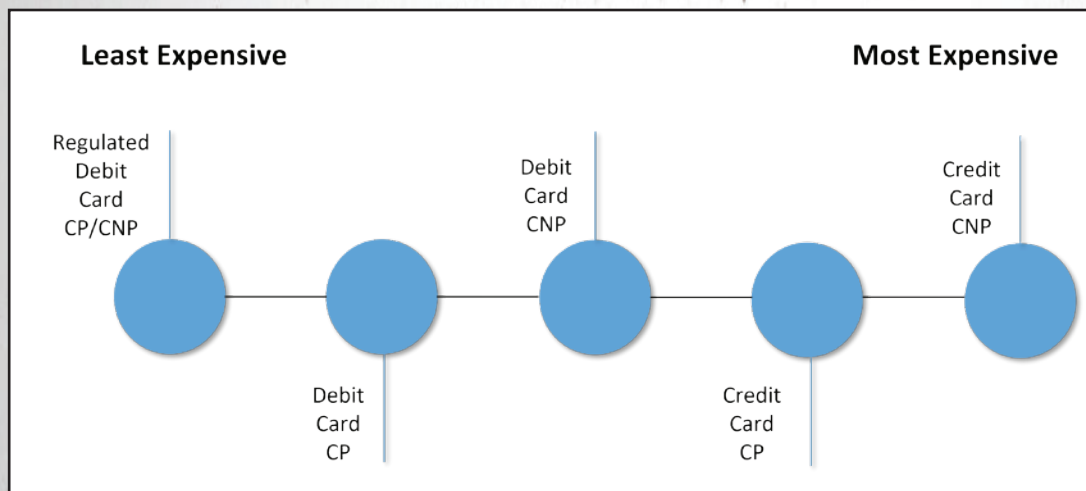 Least Expensive
Most Expensive
Regulated
Debit
Card
CP/CNP
Debit
Card
CP
Debit
Card
CNP
Credit
Card
CP
Credit
Card
CNP